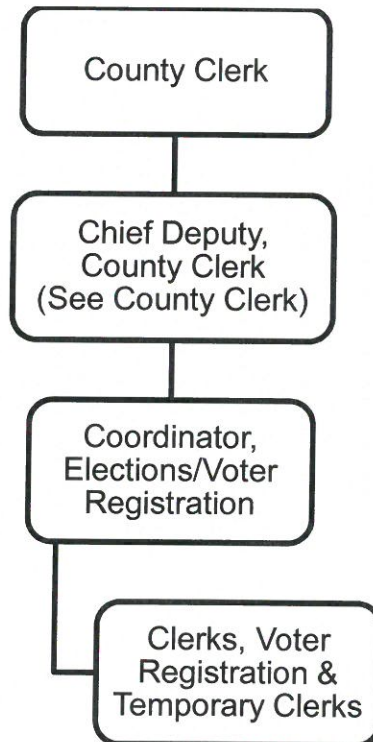 County Clerk
Chief Deputy,
County Clerk
(See County Clerk)
Coordinator,
Elections/Voter
Registration
Clerks, Voter
Registration &
Temporary Clerks